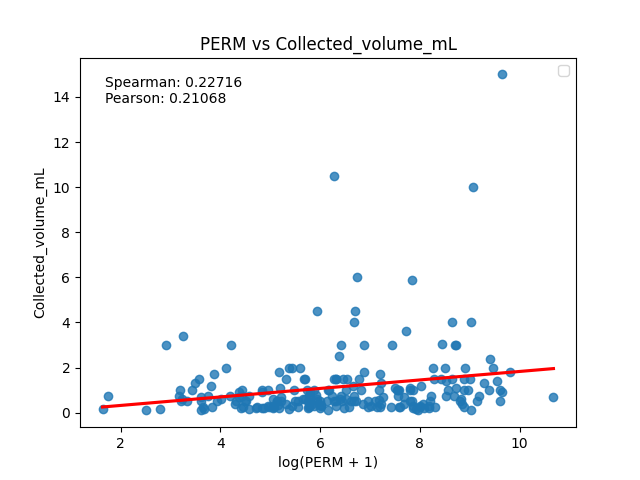 PERM vs Collected_volume_mL
Spearman: 0.22716
Pearson: 0.21068
14
12
10
8
6
4
2
0
Collected_volume_mL
2 4 6 8 10
log(PERM + 1)